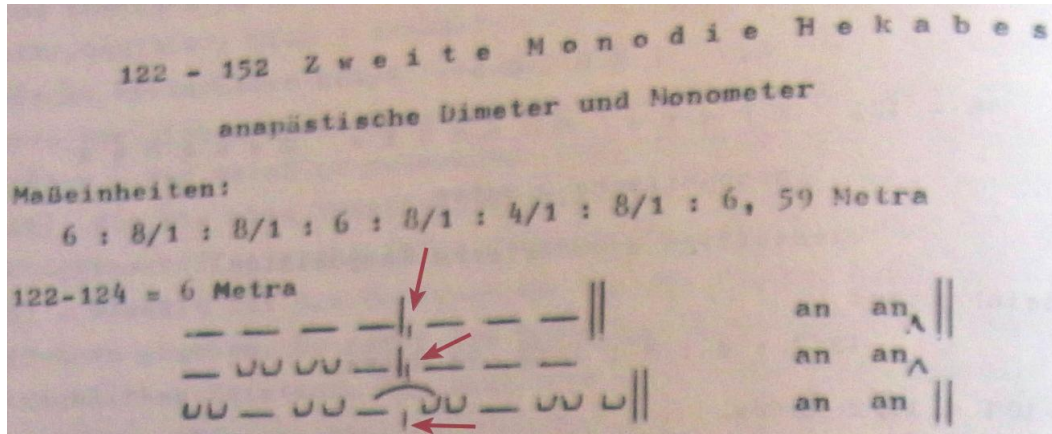 122 - 152 Zweite Monodie Hekabes
anapästische Dimeter und Monometer
Maßeinheiten:
6 : 8/1 : 8/1 : 6 : 8/1 : 4/1 : 8/1 : 6, 59 Metra
122-124 = 6 Metra
— — — —|ˌ — — — || an an‸ ||
— ∪∪ ∪∪ —|ˌ — — — an an‸
∪∪ — ∪∪ — ∪∪ — ∪∪ ∪|| an an ||